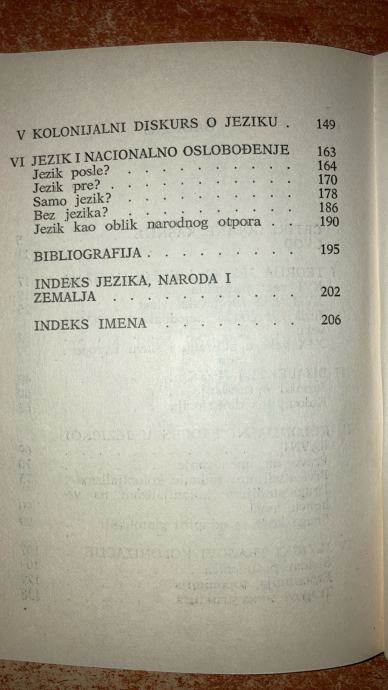 V KOLONIJALNI DISKURS O JEZIKU . 149
VI JEZIK I NACIONALNO OSLOBOĐENJE 163
Jezik posle? . . . . . . . . . . 164
Jezik pre? . . . . . . . . . . . 170
Samo jezik? . . . . . . . . . . 178
Bez jezika? . . . . . . . . . . 186
Jezik kao oblik narodnog otpora . . . 190
BIBLIOGRAFIJA . . . . . . . . . 195
INDEKS JEZIKA, NARODA I
ZEMALJA . . . . . . . . . . . 202
INDEKS IMENA . . . . . . . . . 206